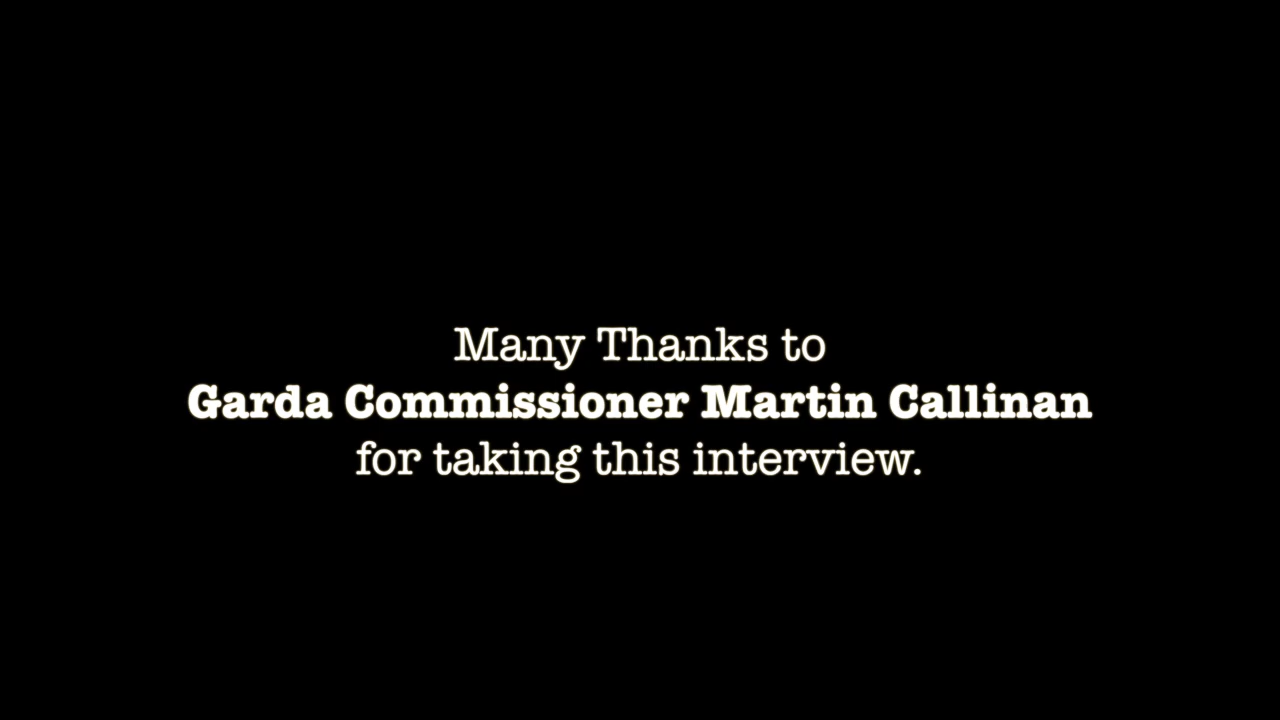 Many Thanks to
Garda Commissioner Martin Callinan
for taking this interview.